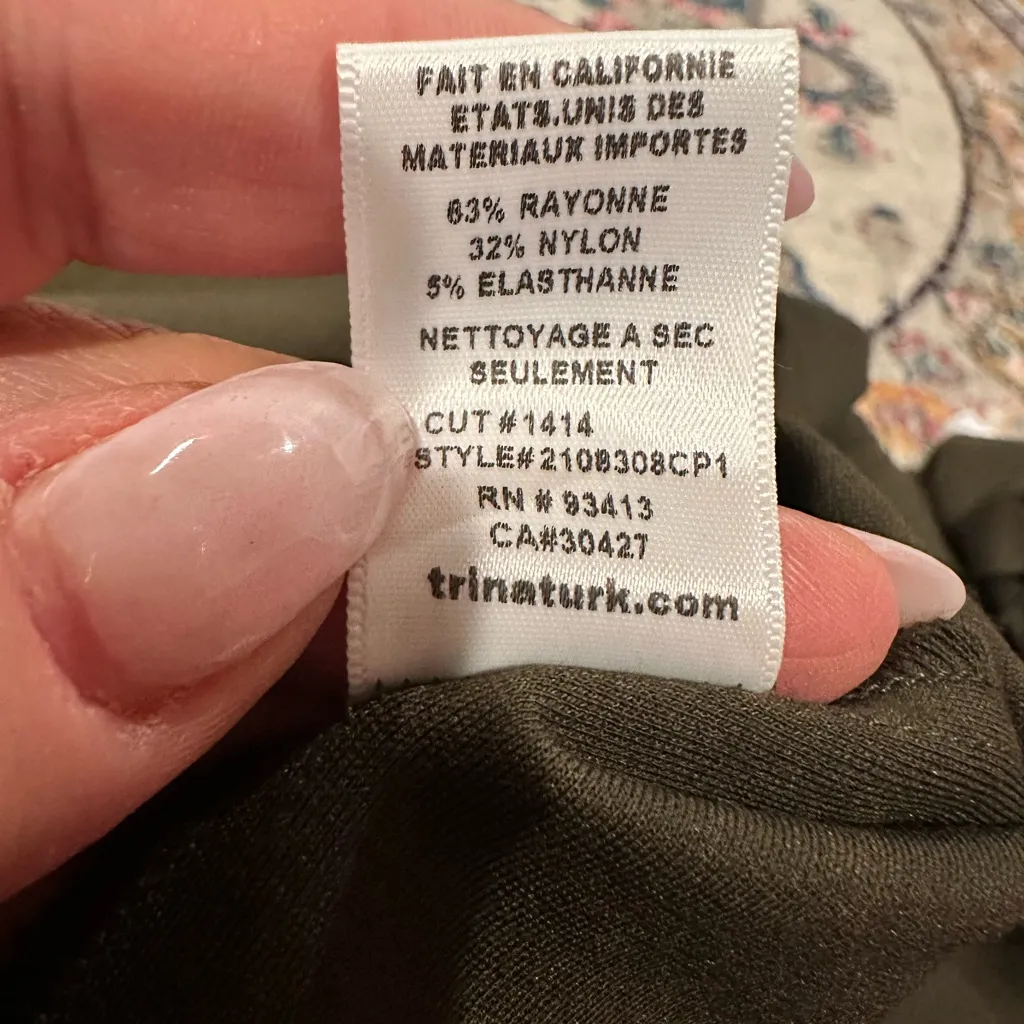 FAIT EN CALIFORNIE
ETATS.UNIS DES
MATERIAUX IMPORTES
63% RAYONNE
32% NYLON
5% ELASTHANNE
NETTOYAGE A SEC
SEULEMENT
CUT #1414
STYLE# 2108308CP1
RN # 93413
CA#30427
trinaturk.com